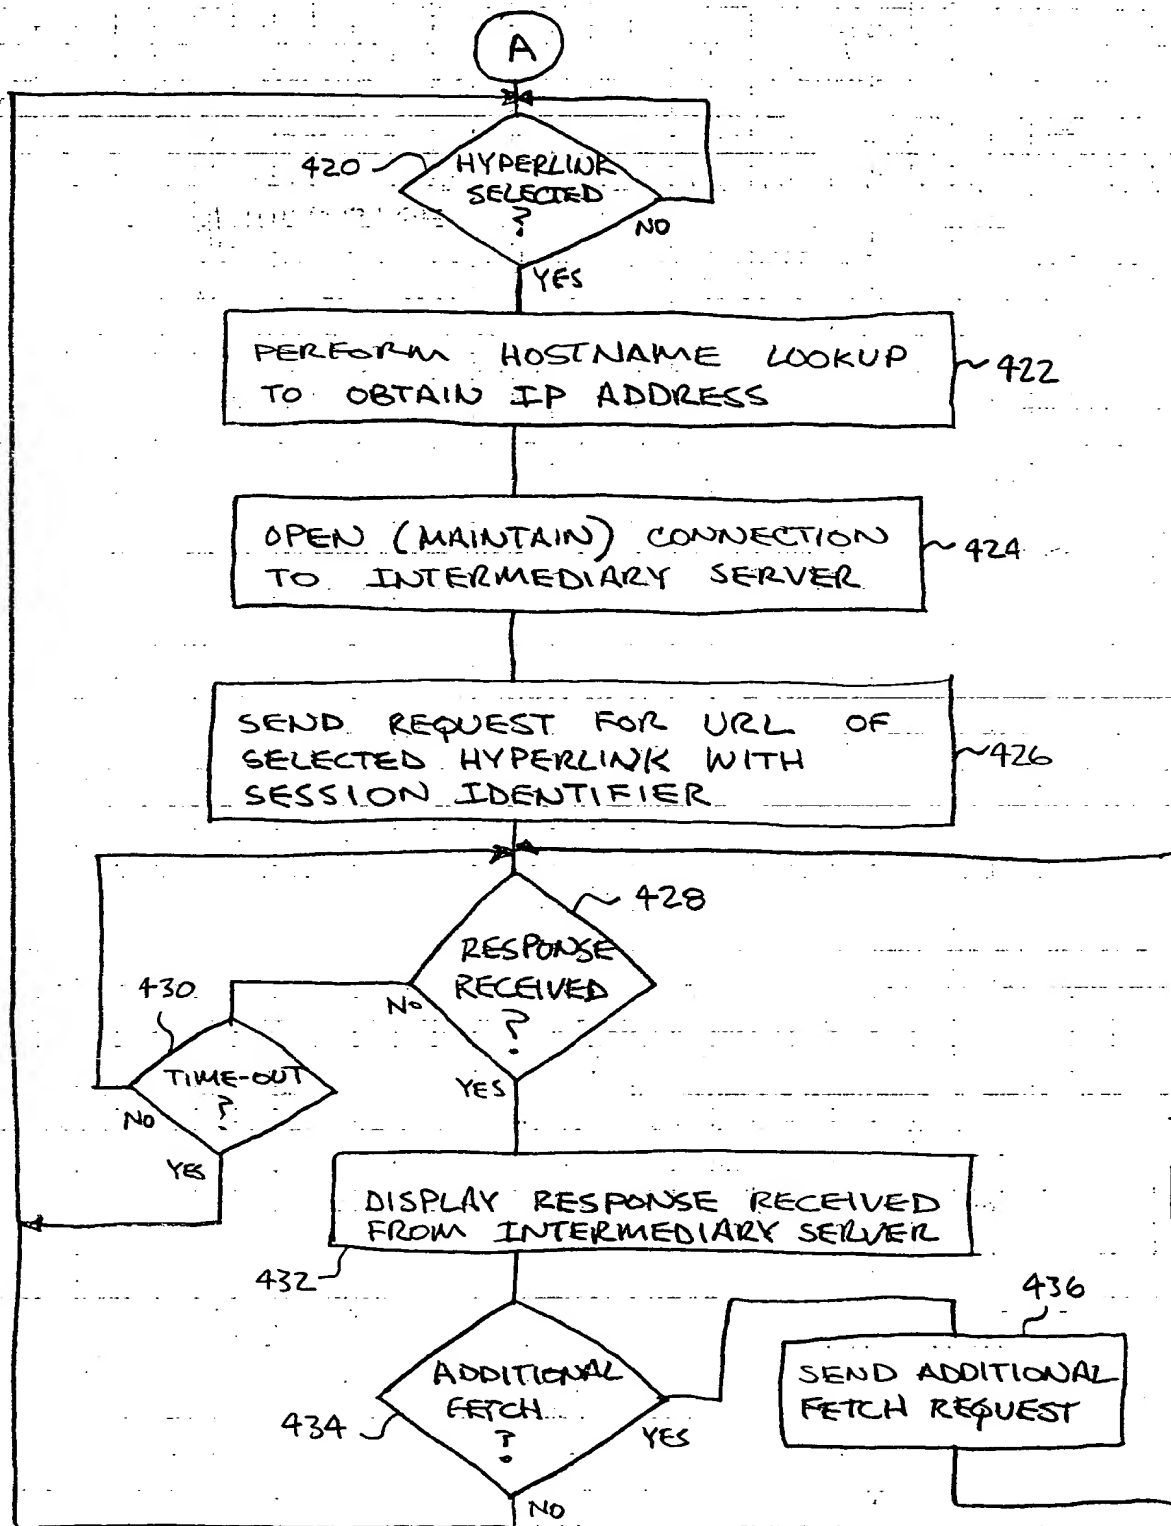 A
420
HYPERLINK
SELECTED
?
NO
YES
PERFORM HOSTNAME LOOKUP
TO OBTAIN IP ADDRESS
422
OPEN (MAINTAIN) CONNECTION
TO INTERMEDIARY SERVER
424
SEND REQUEST FOR URL OF
SELECTED HYPERLINK WITH
SESSION IDENTIFIER
426
428
RESPONSE
RECEIVED
?
NO
YES
430
TIME-OUT
?
NO
YES
DISPLAY RESPONSE RECEIVED
FROM INTERMEDIARY SERVER
432
ADDITIONAL
FETCH
?
434
YES
NO
436
SEND ADDITIONAL
FETCH REQUEST